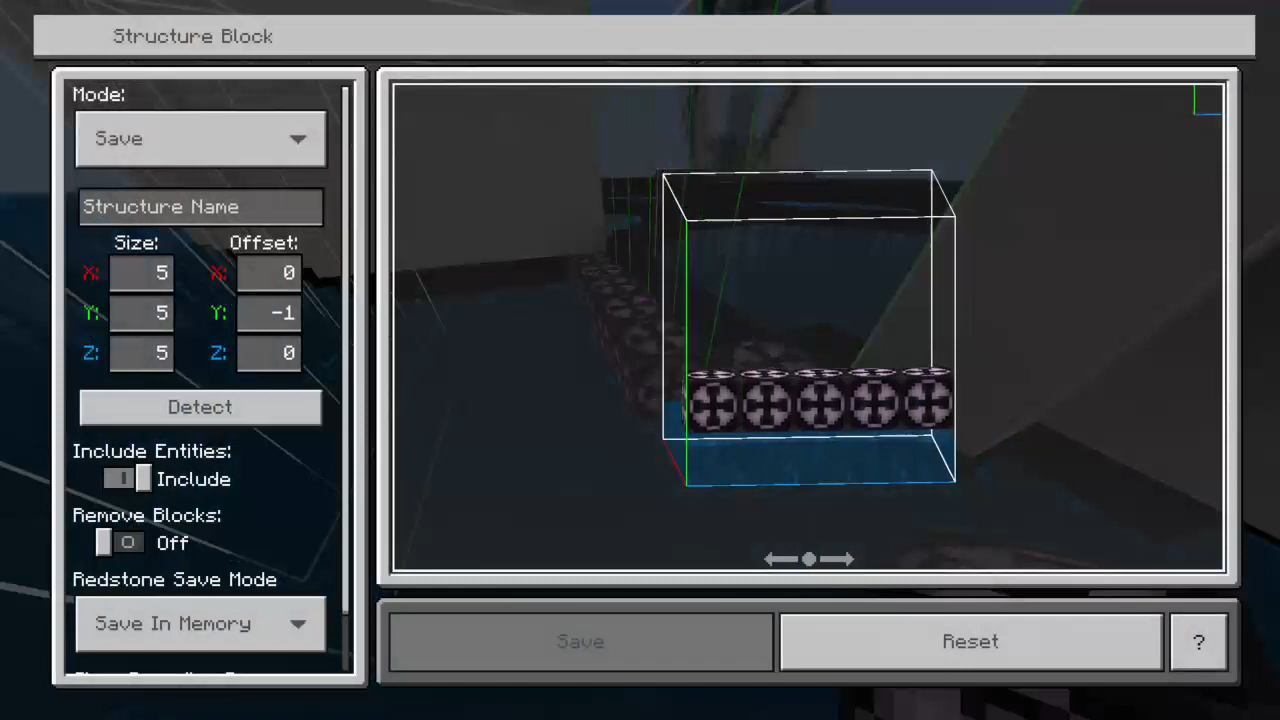 Structure Block
Mode:
Save
Structure Name
Size: Offset:
X: 5 X: 0
Y: 5 Y: -1
Z: 5 Z: 0
Detect
Include Entities:
Include
Remove Blocks:
Off
Redstone Save Mode
Save In Memory
Save Reset ?